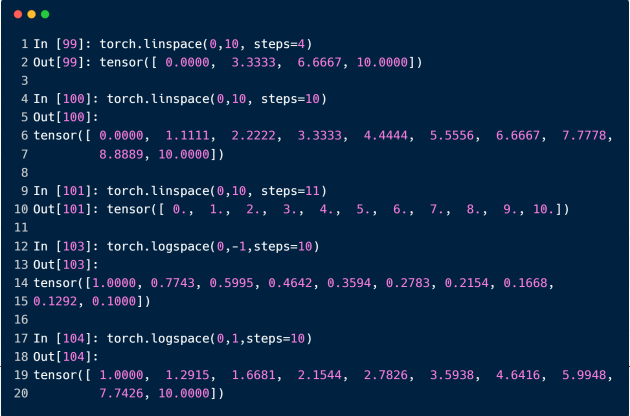 1 In [99]: torch.linspace(0,10, steps=4)
2 Out[99]: tensor([ 0.0000,  3.3333,  6.6667, 10.0000])
3
4 In [100]: torch.linspace(0,10, steps=10)
5 Out[100]:
6 tensor([ 0.0000,  1.1111,  2.2222,  3.3333,  4.4444,  5.5556,  6.6667,  7.7778,
7          8.8889, 10.0000])
8
9 In [101]: torch.linspace(0,10, steps=11)
10 Out[101]: tensor([ 0.,  1.,  2.,  3.,  4.,  5.,  6.,  7.,  8.,  9., 10.])
11
12 In [103]: torch.logspace(0,-1,steps=10)
13 Out[103]:
14 tensor([1.0000, 0.7743, 0.5995, 0.4642, 0.3594, 0.2783, 0.2154, 0.1668,
15 0.1292, 0.1000])
16
17 In [104]: torch.logspace(0,1,steps=10)
18 Out[104]:
19 tensor([ 1.0000,  1.2915,  1.6681,  2.1544,  2.7826,  3.5938,  4.6416,  5.9948,
20          7.7426, 10.0000])